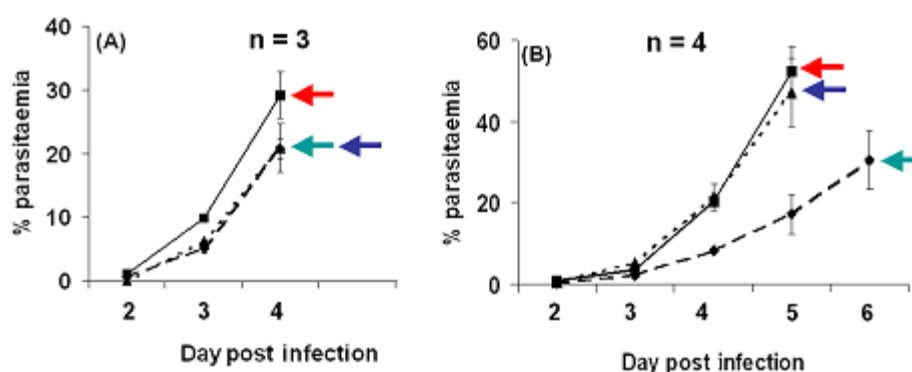 (A)
n = 3
% parasitaemia
40
30
20
10
0
2 3 4
Day post infection
(B)
n = 4
% parasitaemia
60
40
20
0
2 3 4 5 6
Day post infection